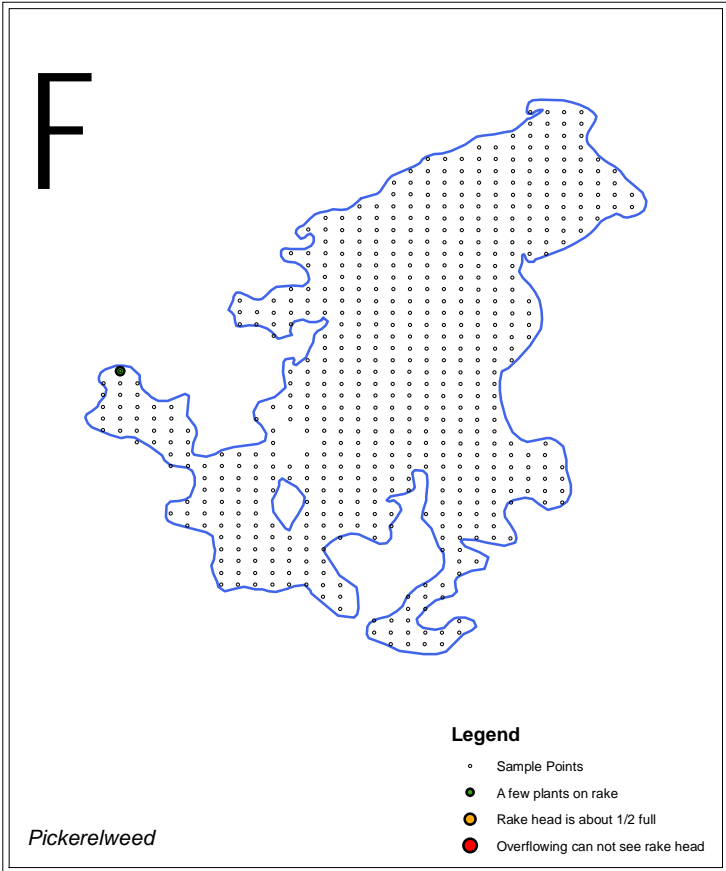 F
Legend
Sample Points
A few plants on rake
Rake head is about 1/2 full
Overflowing can not see rake head
Pickerelweed